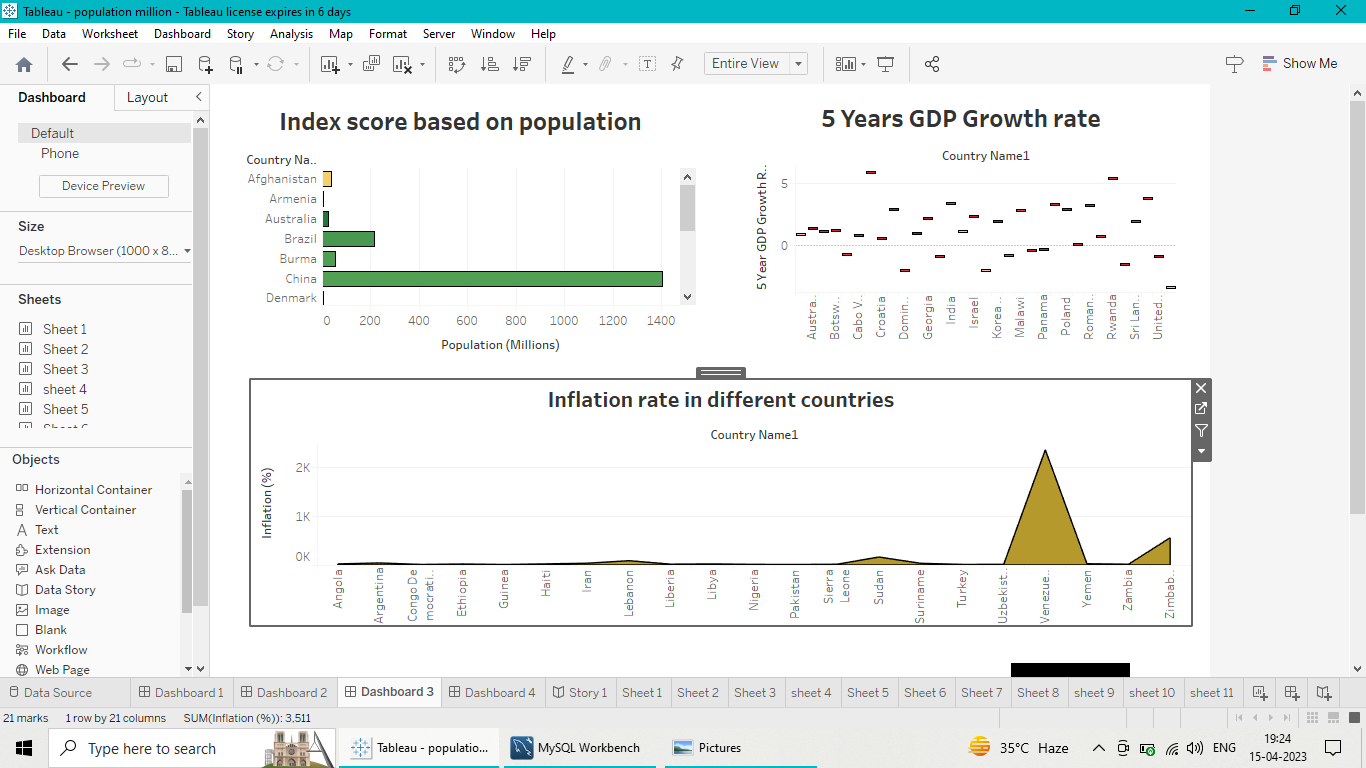 Tableau - population million - Tableau license expires in 6 days
File Data Worksheet Dashboard Story Analysis Map Format Server Window Help
Entire View
Show Me
Dashboard Layout
Default
Phone
Device Preview
Size
Desktop Browser (1000 x 8...
Sheets
Sheet 1
Sheet 2
Sheet 3
sheet 4
Sheet 5
Objects
Horizontal Container
Vertical Container
Text
Extension
Ask Data
Data Story
Image
Blank
Workflow
Web Page
Index score based on population
Country Na..
Afghanistan
Armenia
Australia
Brazil
Burma
China
Denmark
0 200 400 600 800 1000 1200 1400
Population (Millions)
5 Years GDP Growth rate
Country Name1
5 Year GDP Growth R..
5
0
Austra..
Botsw..
Cabo V..
Croatia
Domin..
Georgia
India
Israel
Korea ..
Malawi
Panama
Poland
Roman..
Rwanda
Sri Lan..
United..
Inflation rate in different countries
Country Name1
Inflation (%)
2K
1K
0K
Angola
Argentina
Congo De
mocrati..
Ethiopia
Guinea
Haiti
Iran
Lebanon
Liberia
Libya
Nigeria
Pakistan
Sierra
Leone
Sudan
Suriname
Turkey
Uzbekist..
Venezue..
Yemen
Zambia
Zimbab..
Data Source Dashboard 1 Dashboard 2 Dashboard 3 Dashboard 4 Story 1 Sheet 1 Sheet 2 Sheet 3 sheet 4 Sheet 5 Sheet 6 Sheet 7 Sheet 8 sheet 9 sheet 10 sheet 11
21 marks 1 row by 21 columns SUM(Inflation (%)): 3.511
Type here to search
Tableau - populatio...
MySQL Workbench
Pictures
35°C Haze
ENG
19:24
15-04-2023